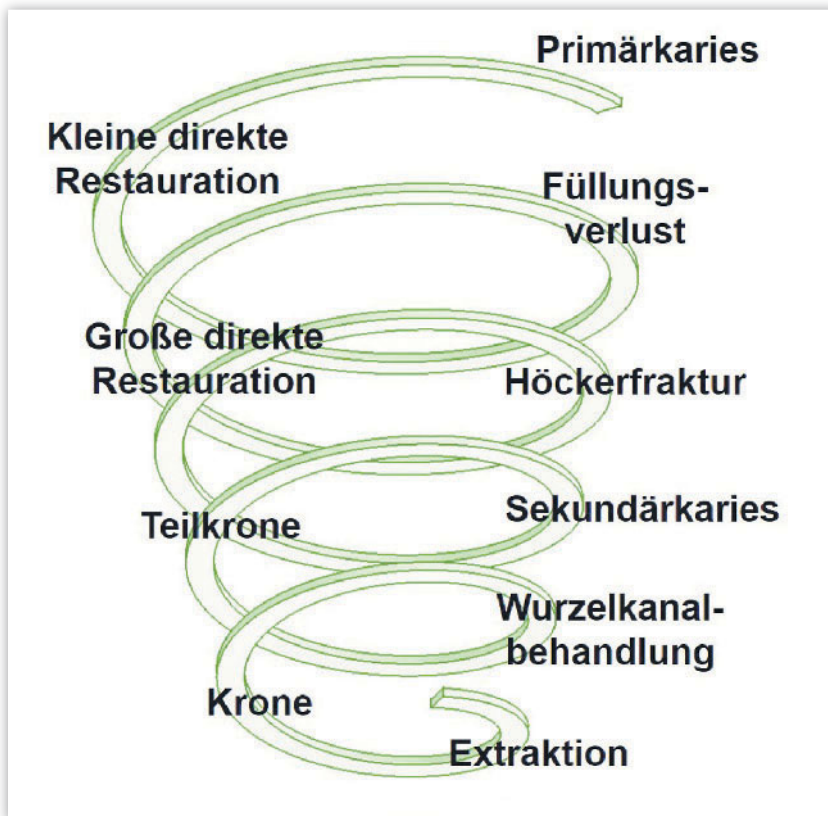 Primärkaries
Kleine direkte
Restauration
Füllungs-
verlust
Große direkte
Restauration
Höckerfraktur
Teilkrone
Sekundärkaries
Wurzelkanal-
behandlung
Krone
Extraktion